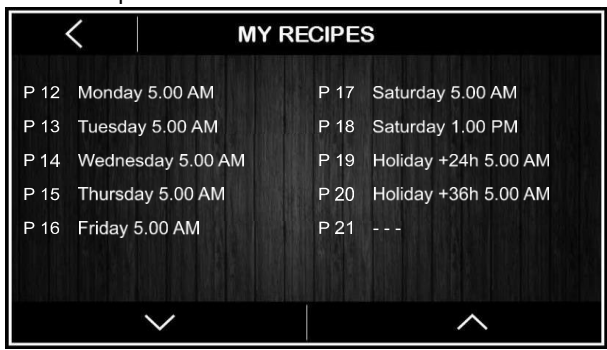 MY RECIPES
P 12 Monday 5.00 AM
P 13 Tuesday 5.00 AM
P 14 Wednesday 5.00 AM
P 15 Thursday 5.00 AM
P 16 Friday 5.00 AM
P 17 Saturday 5.00 AM
P 18 Saturday 1.00 PM
P 19 Holiday +24h 5.00 AM
P 20 Holiday +36h 5.00 AM
P 21 - - -